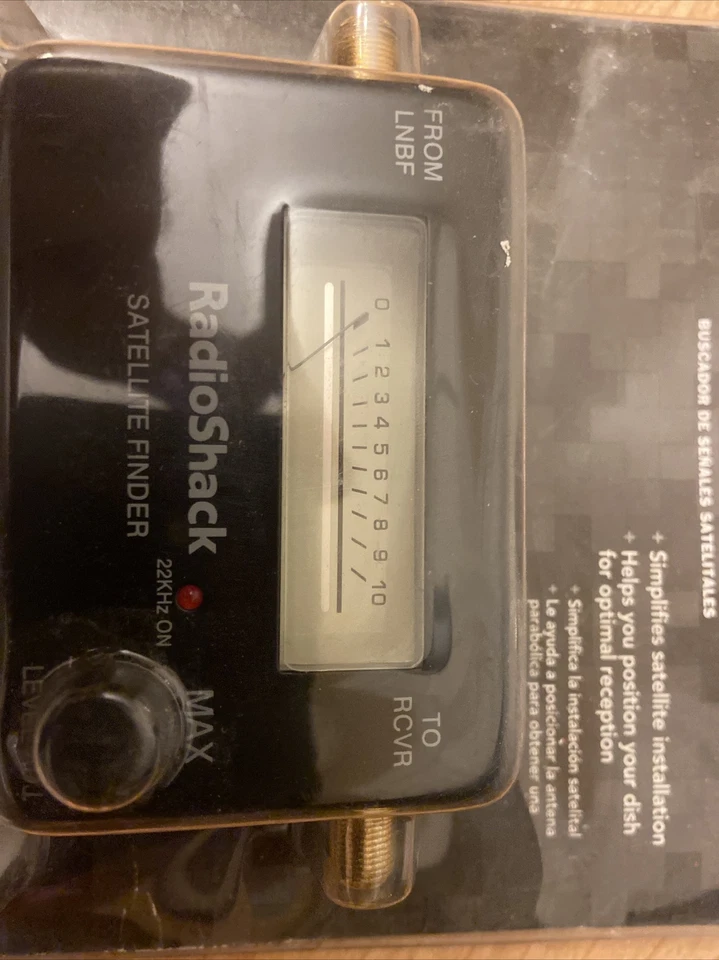 BUSCADOR DE SEÑALES SATELITALES
+ Simplifies satellite installation
+ Helps you position your dish
for optimal reception
+ Simplifica la instalación satelital
+ Le ayuda a posicionar la antena
parabólica para obtener una
FROM
LNBF
TO
RCVR
0 1 2 3 4 5 6 7 8 9 10
RadioShack
SATELLITE FINDER
22KHz ON
MAX